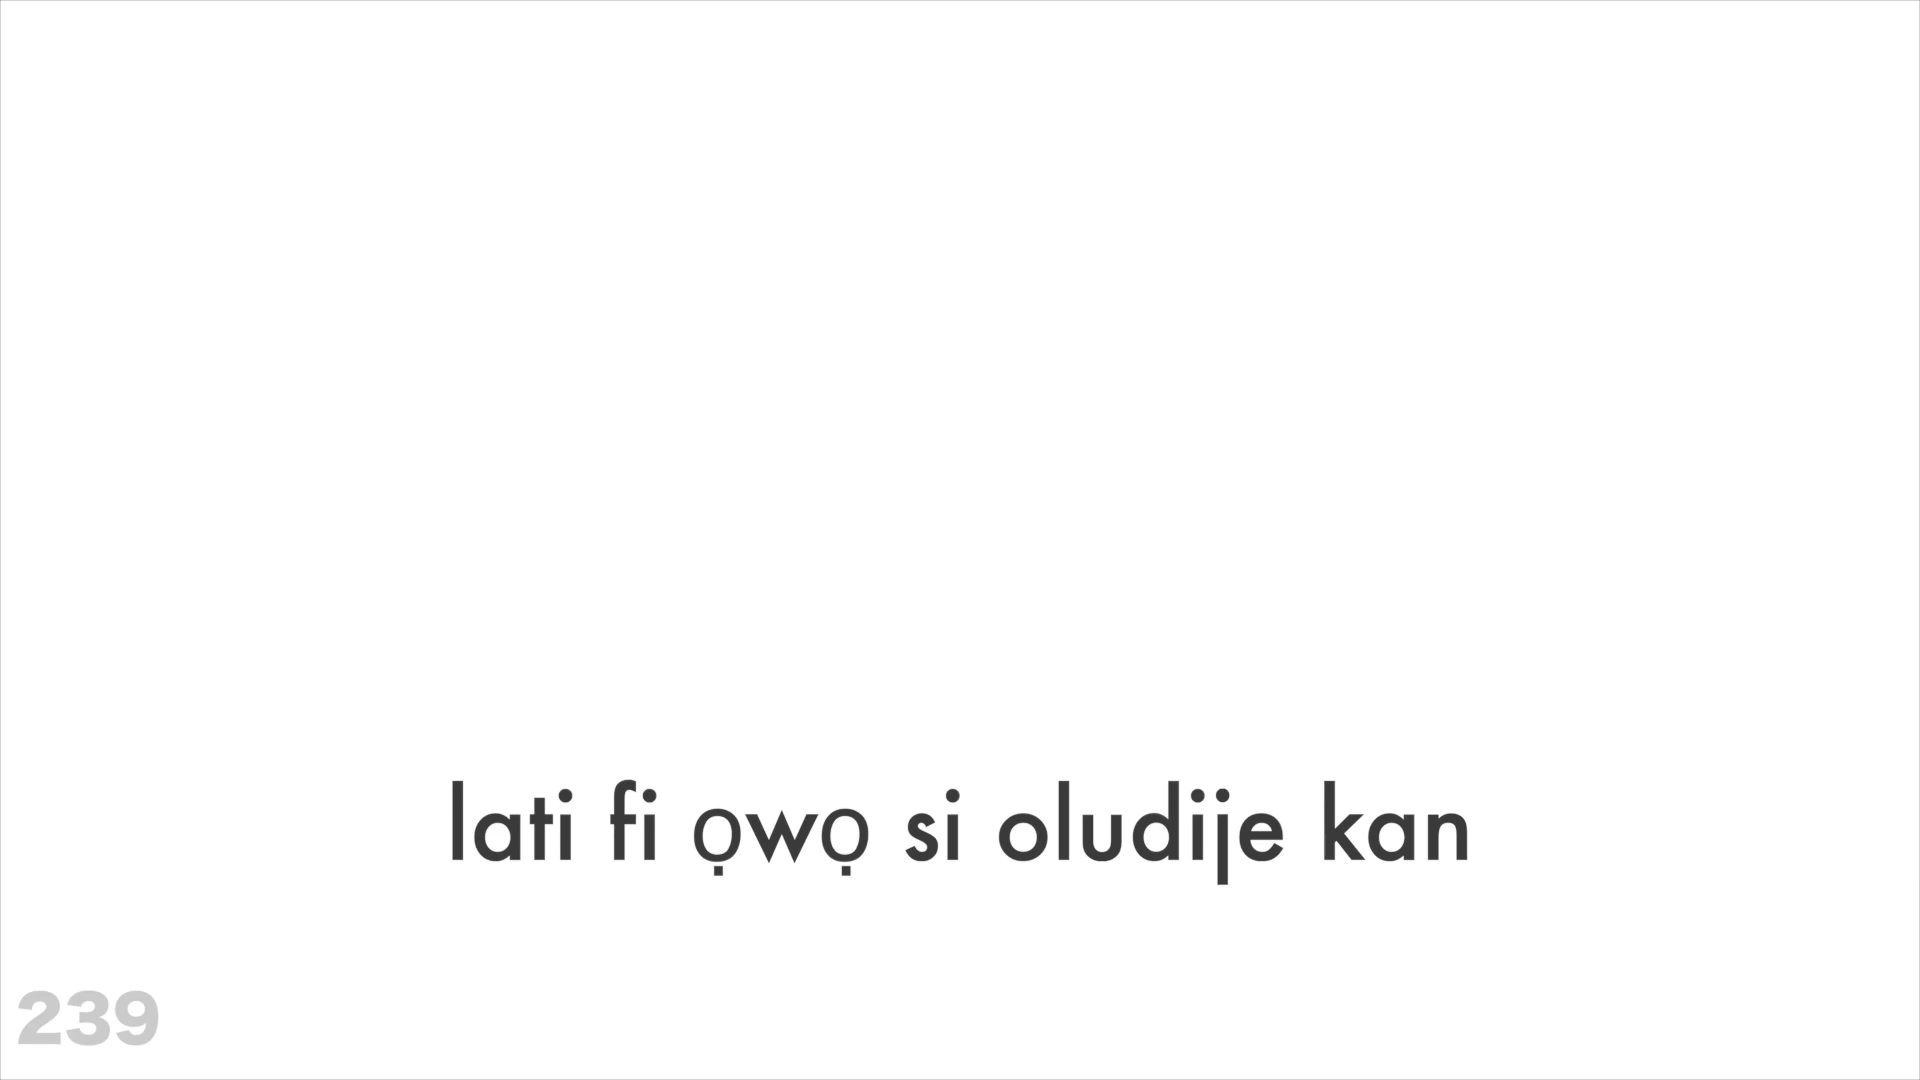 lati fi ọwọ si oludije kan
239